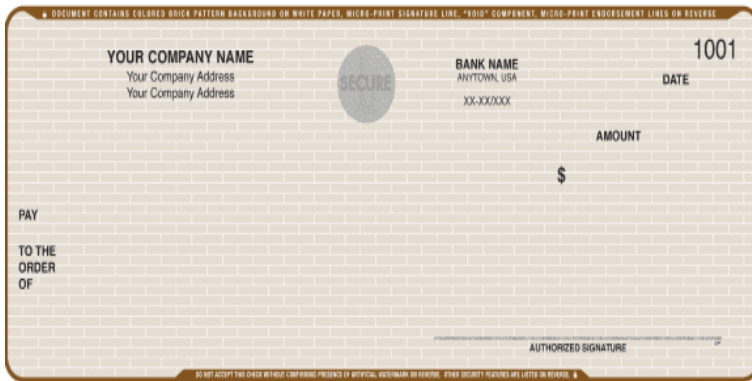 DOCUMENT CONTAINS COLORED BRICK PATTERN BACKGROUND ON WHITE PAPER, MICRO-PRINT SIGNATURE LINE, "VOID" COMPONENT, MICRO-PRINT ENDORSEMENT LINES ON REVERSE
1001
YOUR COMPANY NAME
Your Company Address
Your Company Address
SECURE
BANK NAME
ANYTOWN, USA
XX-XX/XXX
DATE
AMOUNT
$
PAY
TO THE
ORDER
OF
AUTHORIZED SIGNATURE
DO NOT ACCEPT THIS CHECK WITHOUT CONFIRMING PRESENCE OF ARTIFICIAL WATERMARK ON REVERSE. OTHER SECURITY FEATURES ARE LISTED ON REVERSE.